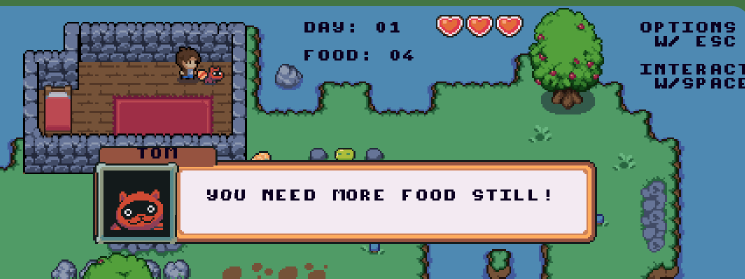 DAY: 01
FOOD: 04
OPTIONS
W/ ESC
INTERACT
W/SPACE
TOM
YOU NEED MORE FOOD STILL!